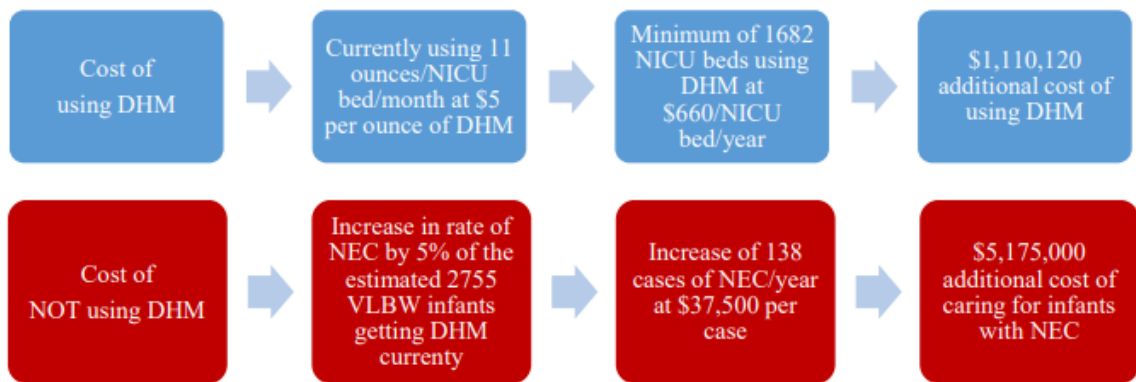 Cost of
using DHM
Currently using 11
ounces/NICU
bed/month at $5
per ounce of DHM
Minimum of 1682
NICU beds using
DHM at
$660/NICU
bed/year
$1,110,120
additional cost of
using DHM
Cost of
NOT using DHM
Increase in rate of
NEC by 5% of the
estimated 2755
VLBW infants
getting DHM
currenty
Increase of 138
cases of NEC/year
at $37,500 per
case
$5,175,000
additional cost of
caring for infants
with NEC